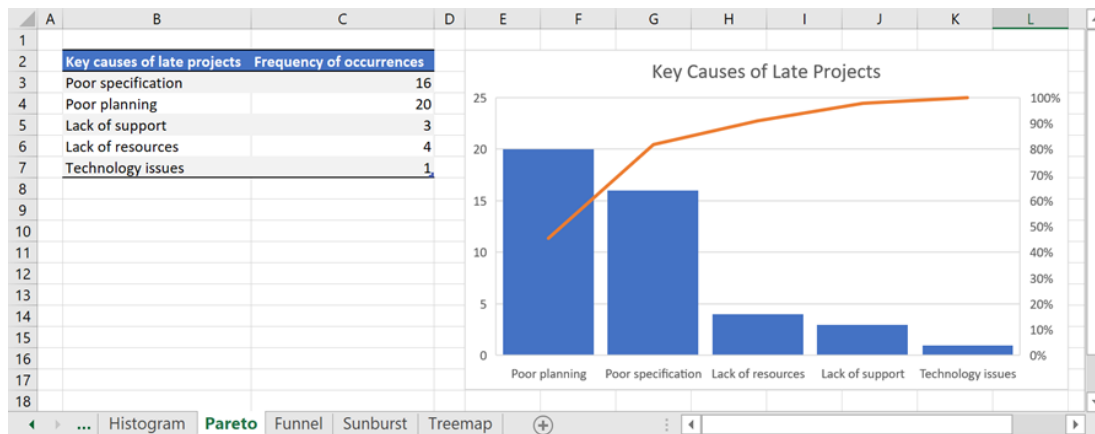 A B C D E F G H I J K L
1
2 Key causes of late projects Frequency of occurrences
3 Poor specification 16
4 Poor planning 20
5 Lack of support 3
6 Lack of resources 4
7 Technology issues 1
8
9
10
11
12
13
14
15
16
17
18
Key Causes of Late Projects
25
20
15
10
5
0
100%
90%
80%
70%
60%
50%
40%
30%
20%
10%
0%
Poor planning Poor specification Lack of resources Lack of support Technology issues
... Histogram Pareto Funnel Sunburst Treemap